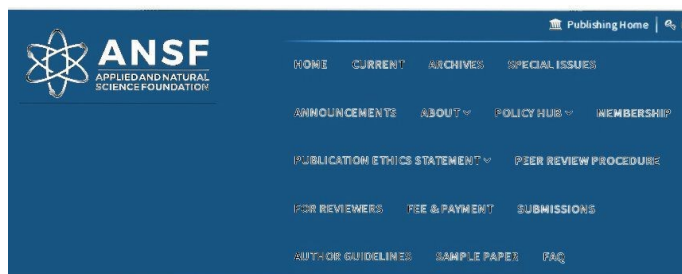 Publishing Home
ANSF
APPLIED AND NATURAL
SCIENCE FOUNDATION
HOME CURRENT ARCHIVES SPECIAL ISSUES
ANNOUNCEMENTS ABOUT POLICY HUB MEMBERSHIP
PUBLICATION ETHICS STATEMENT PEER REVIEW PROCEDURE
FOR REVIEWERS FEE & PAYMENT SUBMISSIONS
AUTHOR GUIDELINES SAMPLE PAPER FAQ